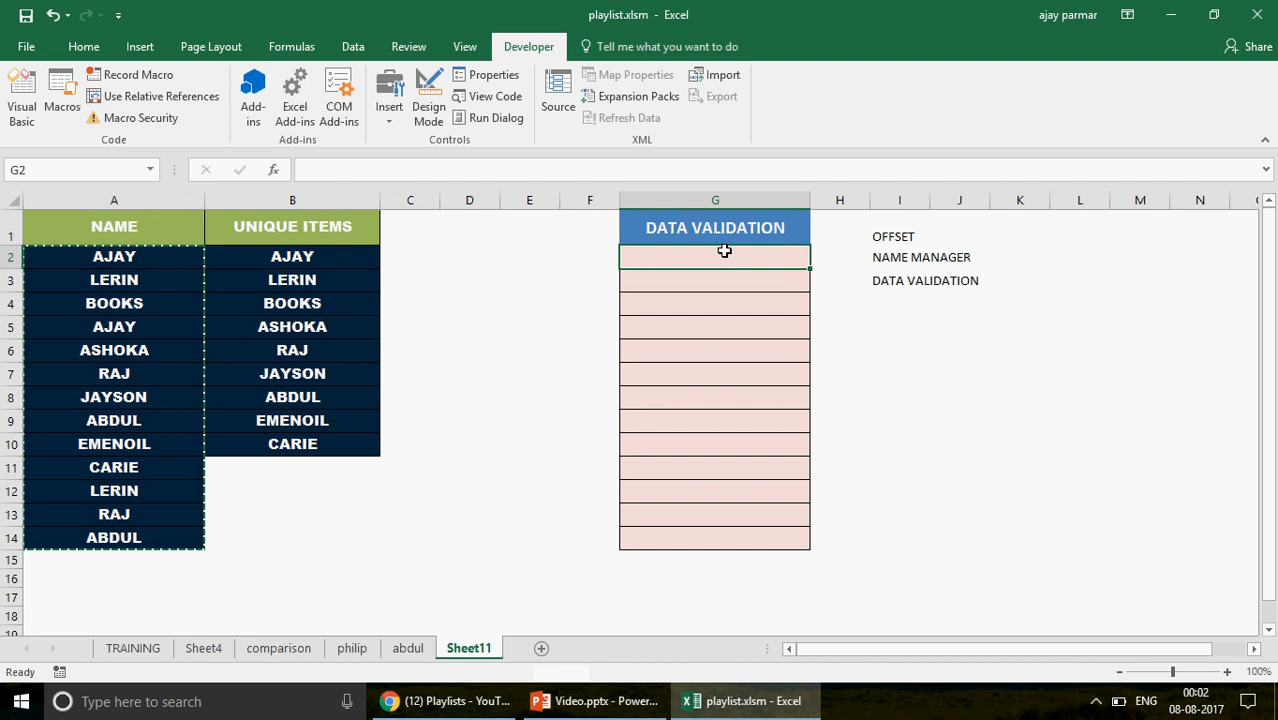 playlist.xlsm - Excel
ajay parmar
File Home Insert Page Layout Formulas Data Review View Developer Tell me what you want to do Share
Visual Basic
Macros
Record Macro
Use Relative References
Macro Security
Code
Add-ins
Excel Add-ins
COM Add-ins
Add-ins
Insert
Design Mode
Properties
View Code
Run Dialog
Controls
Source
Map Properties
Expansion Packs
Refresh Data
Import
Export
XML
G2 fx
A B C D E F G H I J K L M N
1 NAME UNIQUE ITEMS DATA VALIDATION OFFSET
2 AJAY AJAY NAME MANAGER
3 LERIN LERIN DATA VALIDATION
4 BOOKS BOOKS
5 AJAY ASHOKA
6 ASHOKA RAJ
7 RAJ JAYSON
8 JAYSON ABDUL
9 ABDUL EMENOIL
10 EMENOIL CARIE
11 CARIE
12 LERIN
13 RAJ
14 ABDUL
15
16
17
18
TRAINING Sheet4 comparison philip abdul Sheet11
Ready 100%
Type here to search
(12) Playlists - YouT...
Video.pptx - Power...
playlist.xlsm - Excel
ENG
00:02
08-08-2017